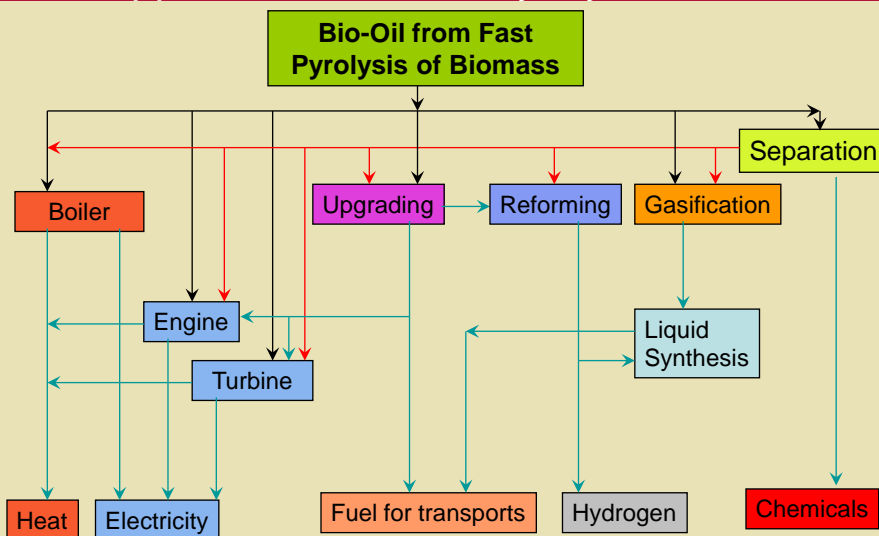 Bio-Oil from Fast
Pyrolysis of Biomass
Separation
Boiler
Upgrading
Reforming
Gasification
Engine
Liquid
Synthesis
Turbine
Heat
Electricity
Fuel for transports
Hydrogen
Chemicals